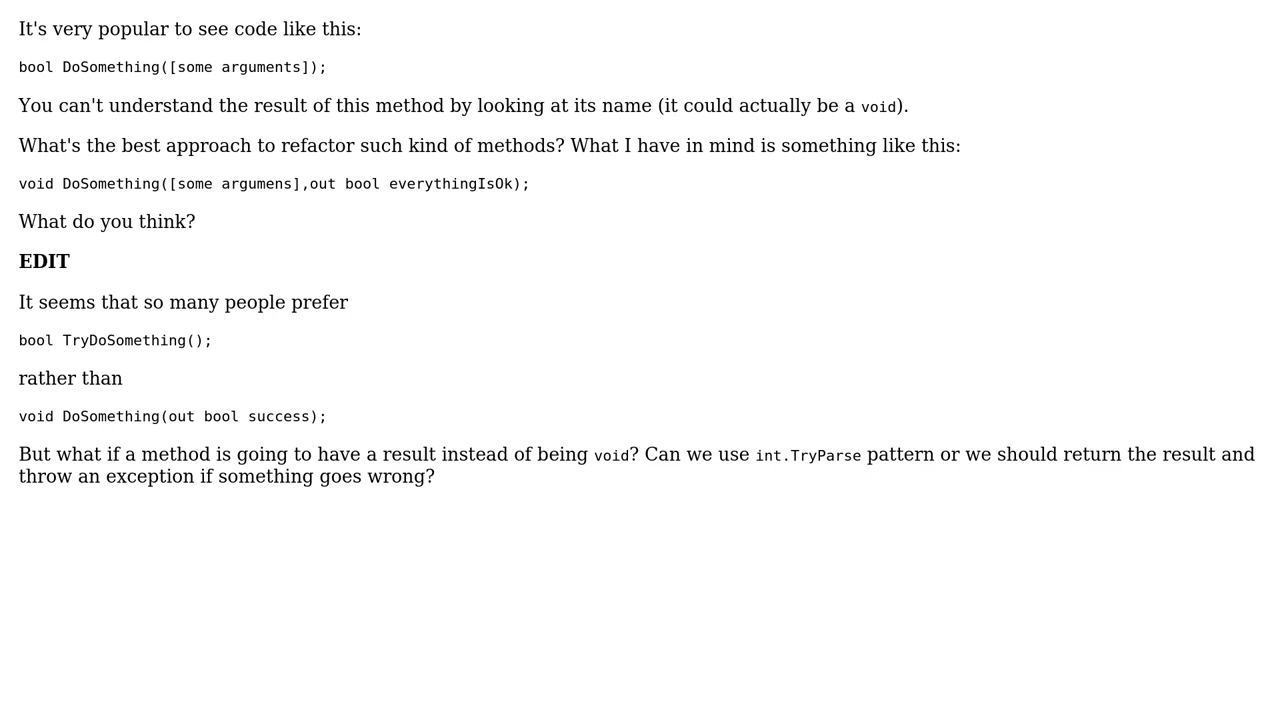 It's very popular to see code like this:
bool DoSomething([some arguments]);
You can't understand the result of this method by looking at its name (it could actually be a void).
What's the best approach to refactor such kind of methods? What I have in mind is something like this:
void DoSomething([some argumens],out bool everythingIsOk);
What do you think?
EDIT
It seems that so many people prefer
bool TryDoSomething();
rather than
void DoSomething(out bool success);
But what if a method is going to have a result instead of being void? Can we use int.TryParse pattern or we should return the result and
throw an exception if something goes wrong?